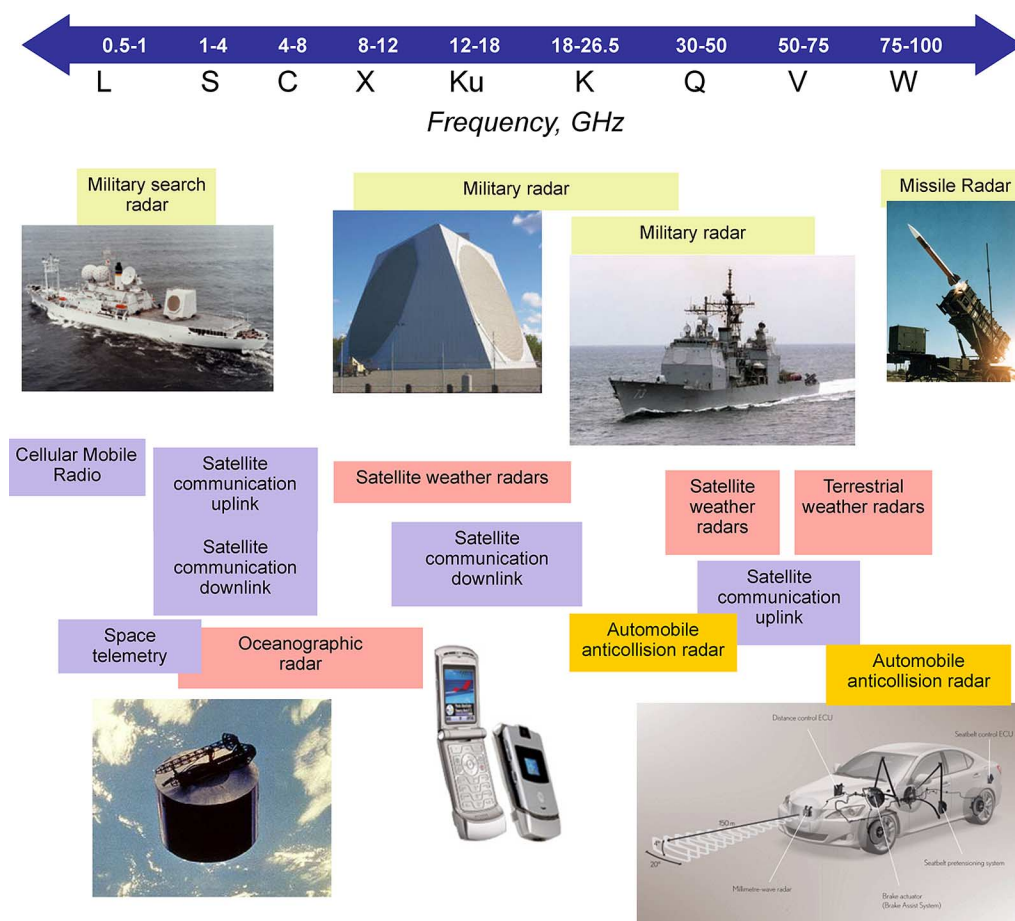 0.5-1 1-4 4-8 8-12 12-18 18-26.5 30-50 50-75 75-100
L S C X Ku K Q V W
Frequency, GHz
Military search
radar
Military radar
Military radar
Missile Radar
Cellular Mobile
Radio
Satellite
communication
uplink
Satellite
communication
downlink
Satellite weather radars
Satellite
communication
downlink
Satellite
weather
radars
Terrestrial
weather radars
Satellite
communication
uplink
Space
telemetry
Oceanographic
radar
Automobile
anticollision radar
Automobile
anticollision radar
Distance control ECU
Seatbelt control ECU
150 m
20°
Millimetre-wave radar
Seatbelt pretensioning system
Brake actuator
(Brake Assist System)